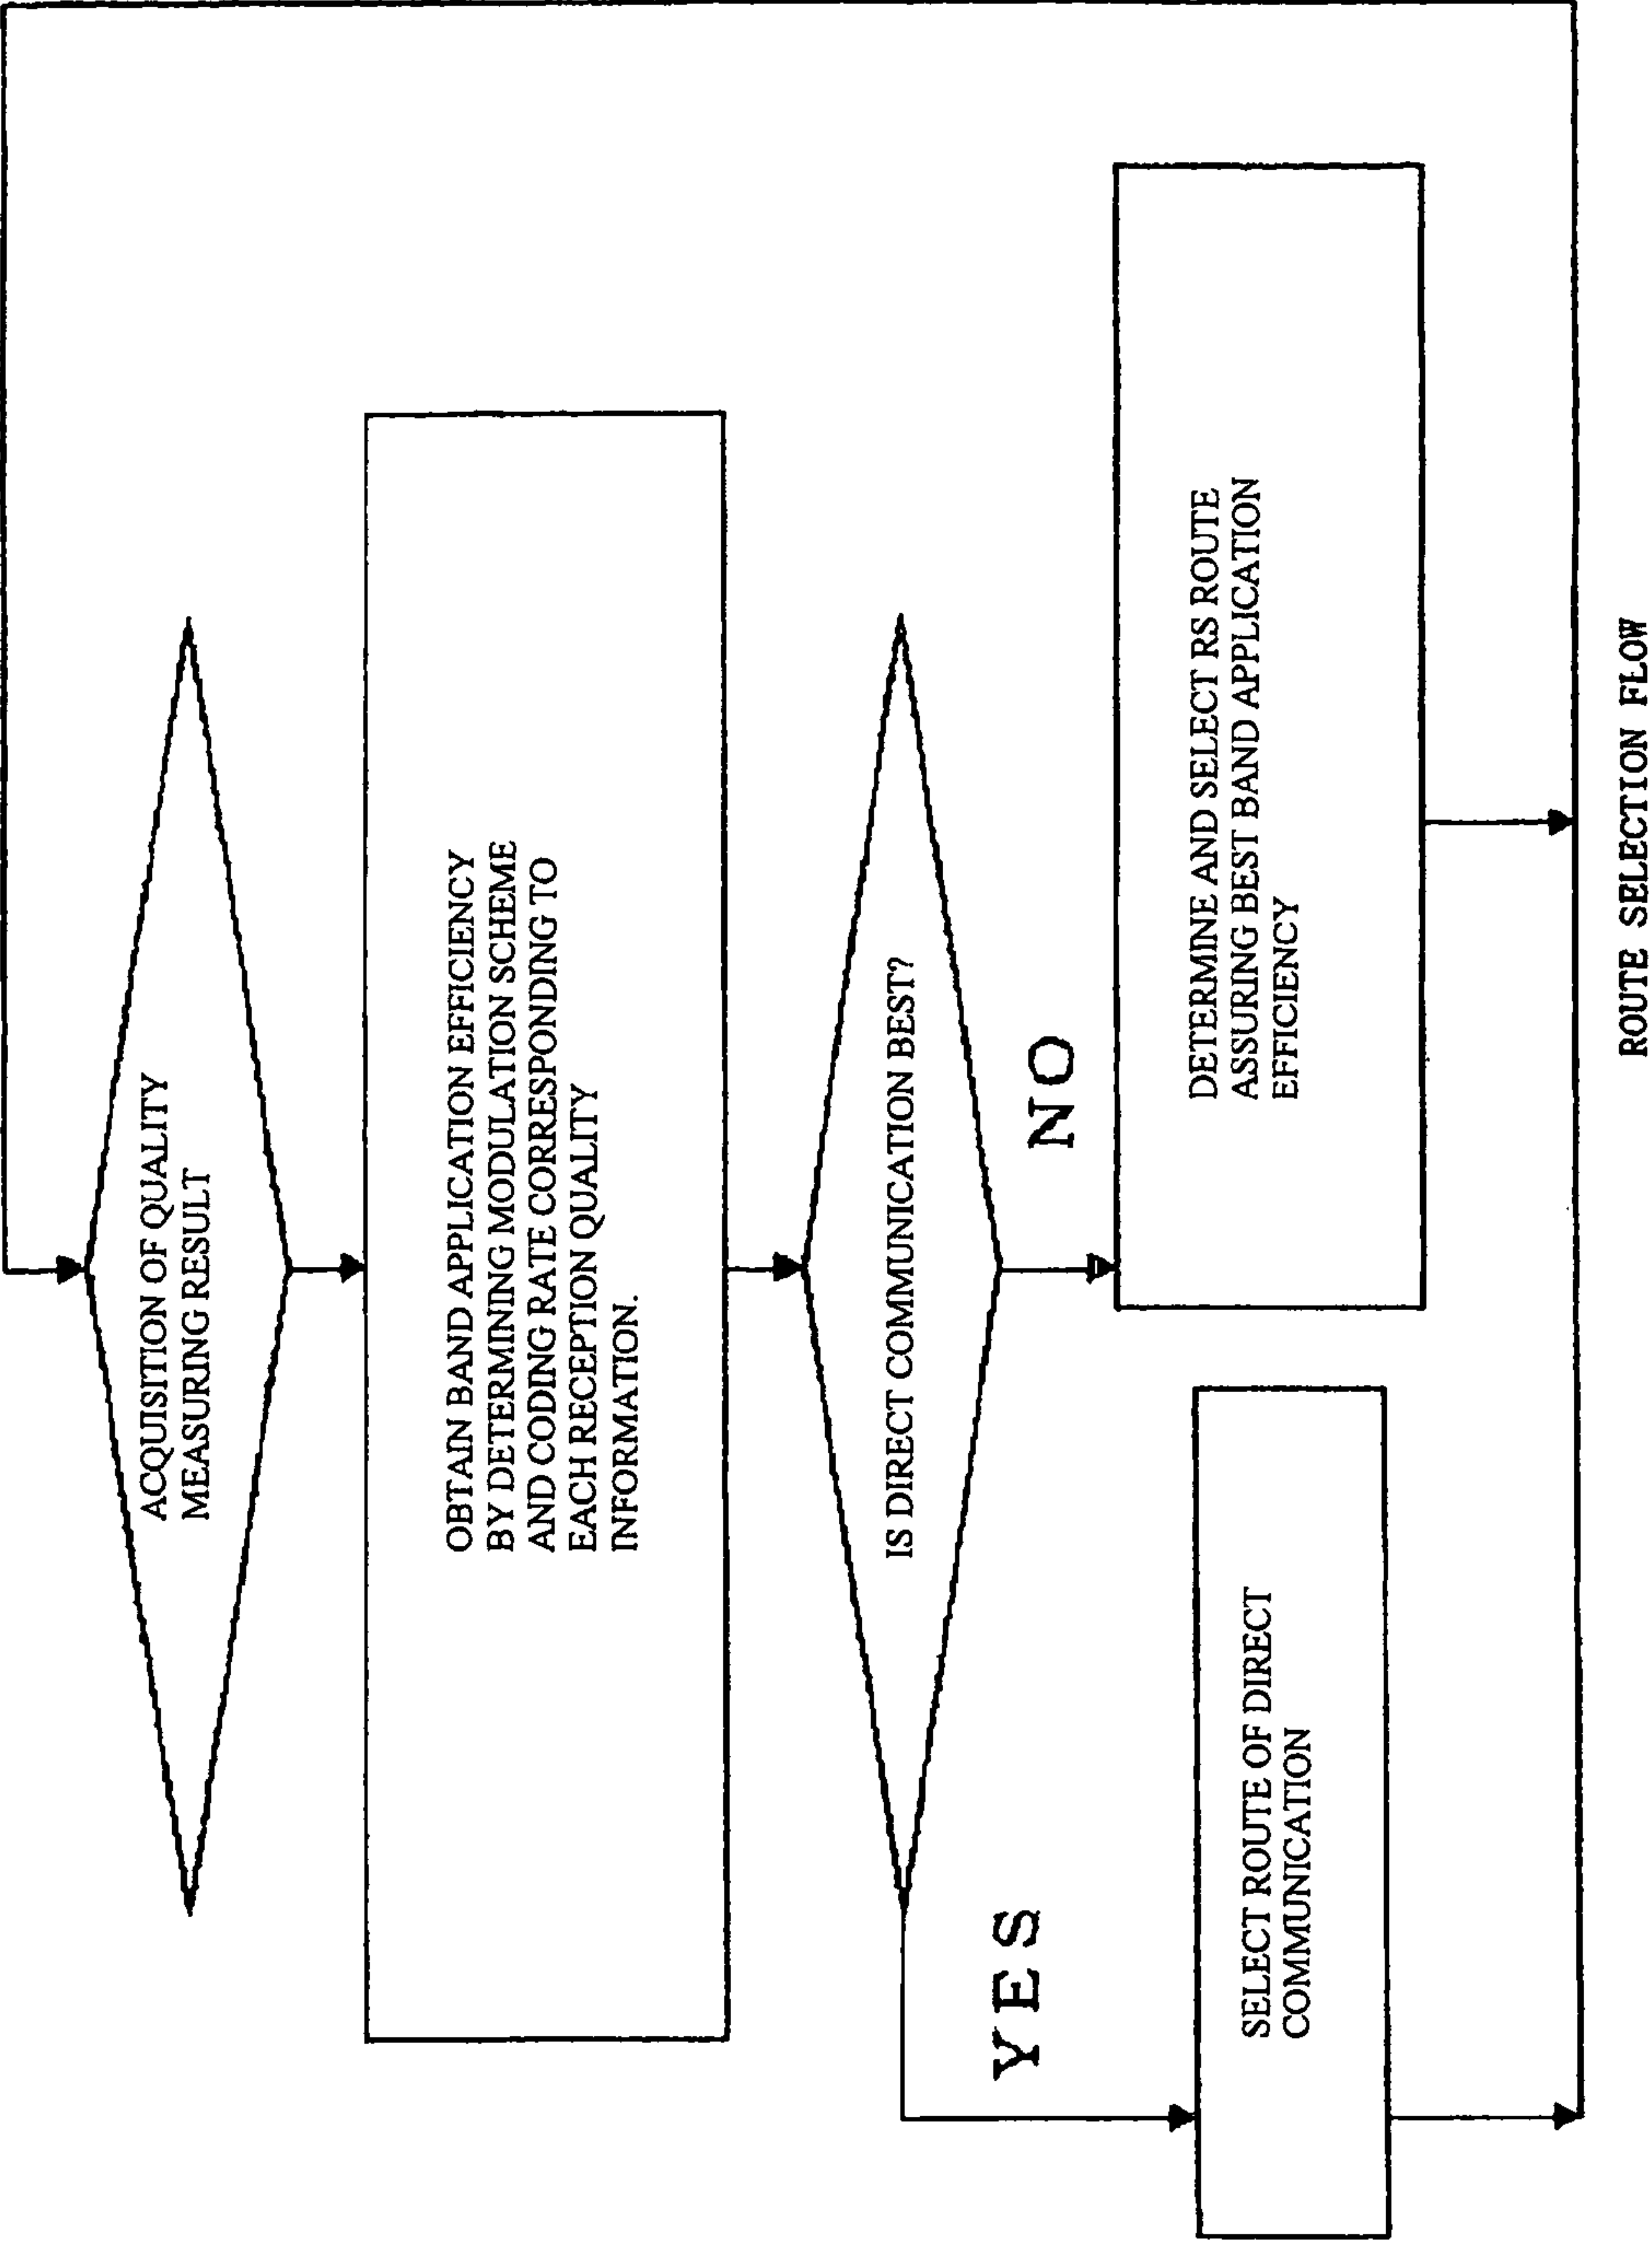 ACQUISITION OF QUALITY
MEASURING RESULT
OBTAIN BAND APPLICATION EFFICIENCY
BY DETERMINING MODULATION SCHEME
AND CODING RATE CORRESPONDING TO
EACH RECEPTION QUALITY
INFORMATION.
IS DIRECT COMMUNICATION BEST?
YES
NO
SELECT ROUTE OF DIRECT
COMMUNICATION
DETERMINE AND SELECT RS ROUTE
ASSURING BEST BAND APPLICATION
EFFICIENCY
ROUTE SELECTION FLOW